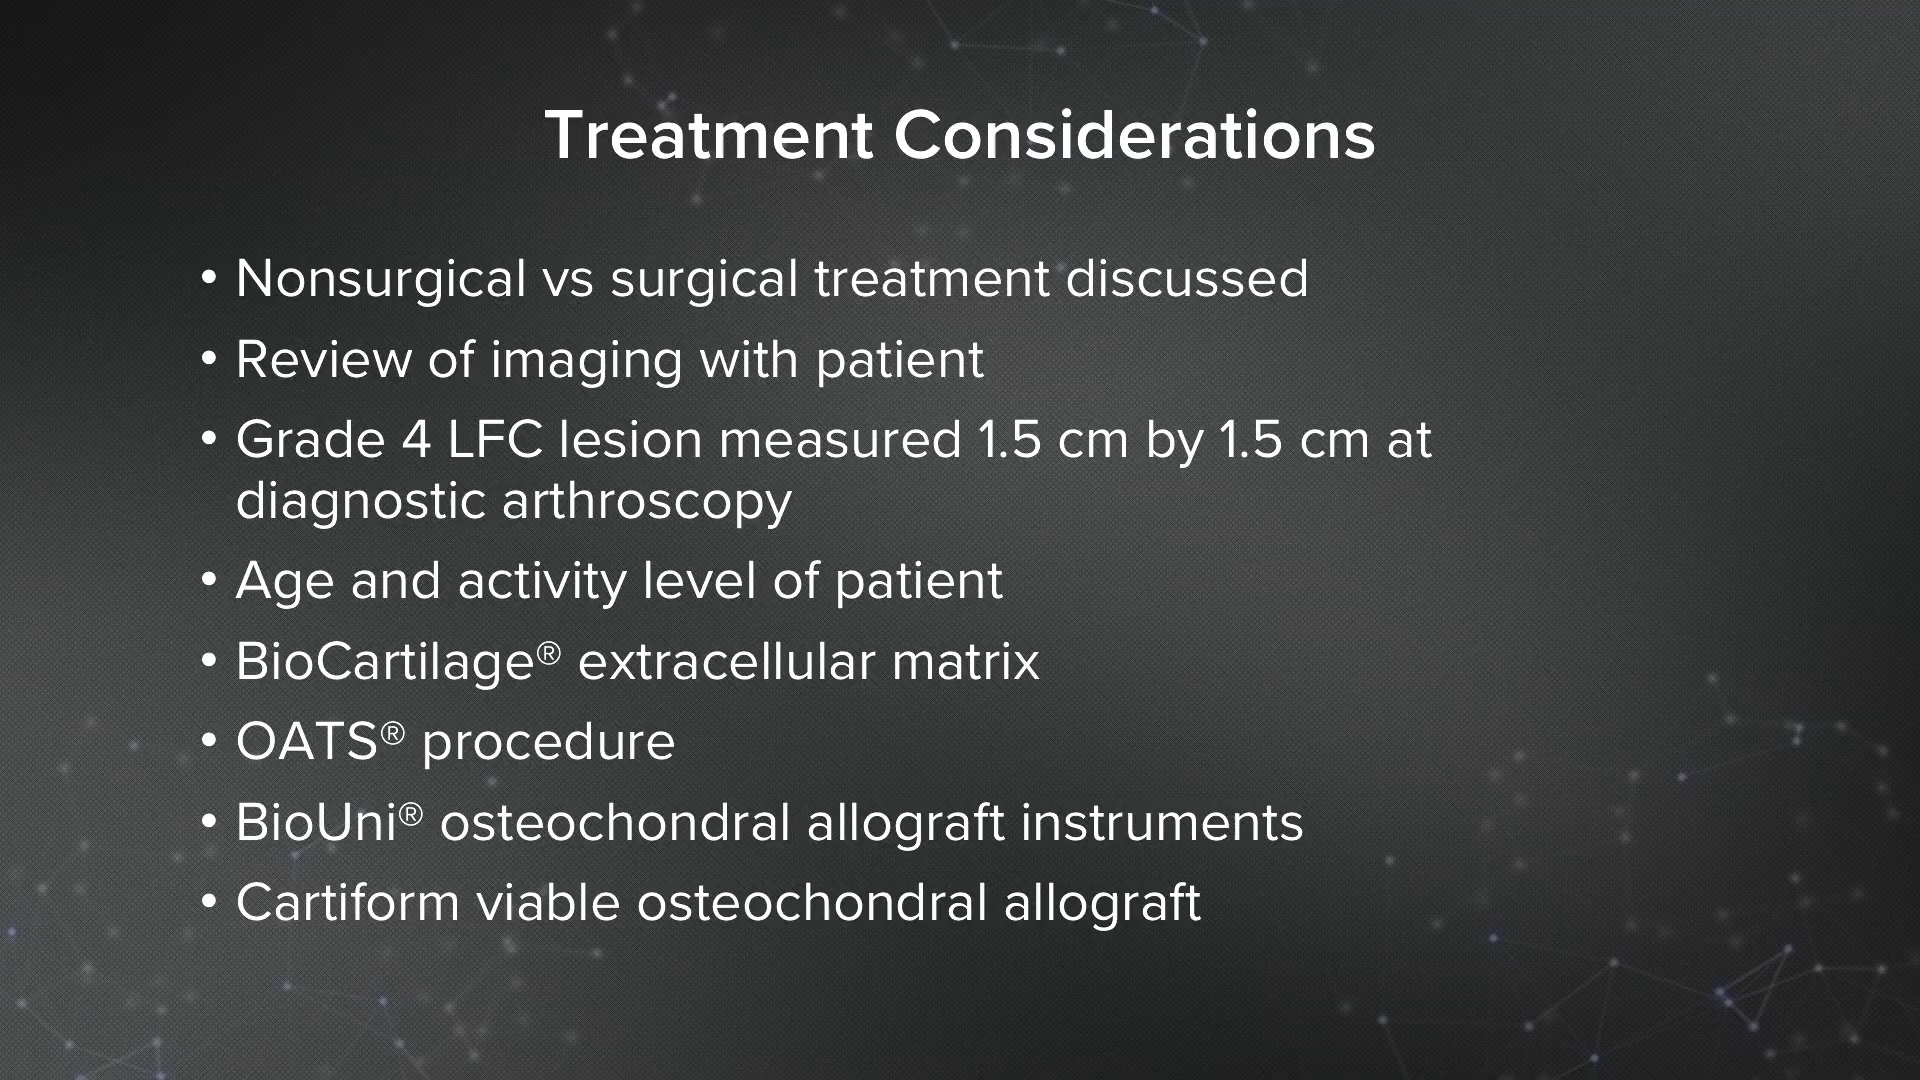 Treatment Considerations
• Nonsurgical vs surgical treatment discussed
• Review of imaging with patient
• Grade 4 LFC lesion measured 1.5 cm by 1.5 cm at
diagnostic arthroscopy
• Age and activity level of patient
• BioCartilage® extracellular matrix
• OATS® procedure
• BioUni® osteochondral allograft instruments
• Cartiform viable osteochondral allograft